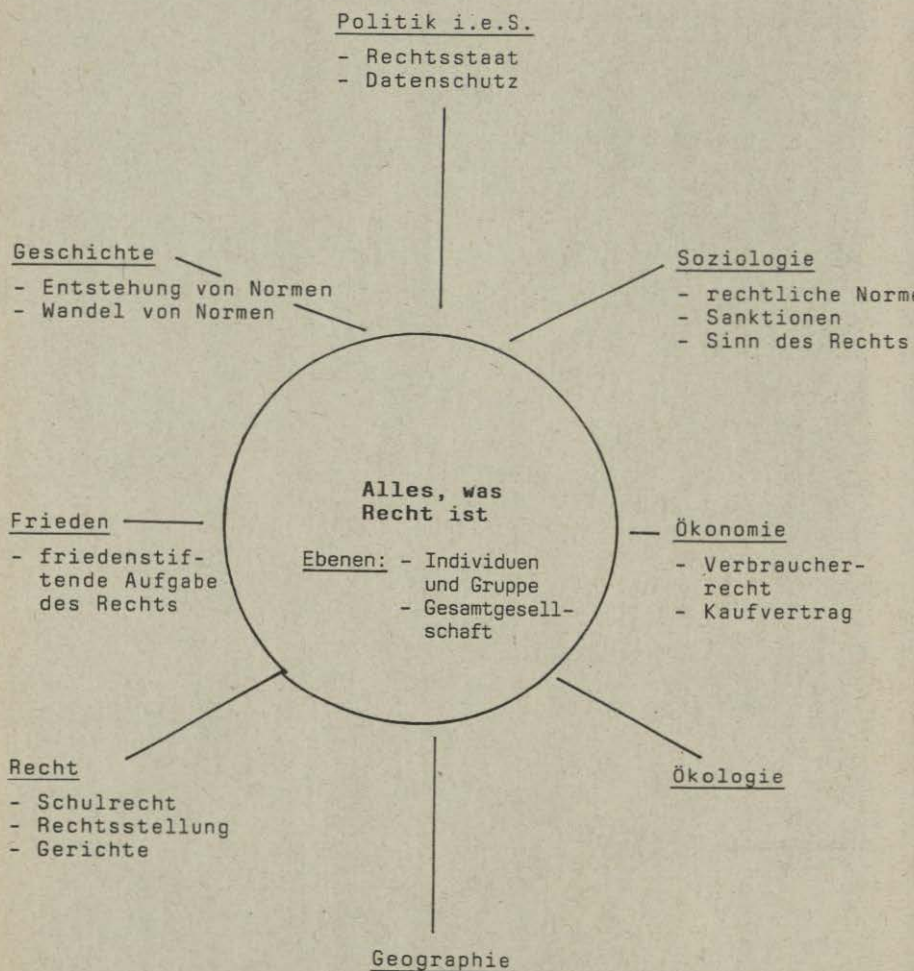 Politik i.e.S.
- Rechtsstaat
- Datenschutz
Geschichte
- Entstehung von Normen
- Wandel von Normen
Soziologie
- rechtliche Norme
- Sanktionen
- Sinn des Rechts
Alles, was
Recht ist
Ebenen: - Individuen
und Gruppe
- Gesamtgesell-
schaft
Frieden
- friedenstif-
tende Aufgabe
des Rechts
Ökonomie
- Verbraucher-
recht
- Kaufvertrag
Recht
- Schulrecht
- Rechtsstellung
- Gerichte
Ökologie
Geographie